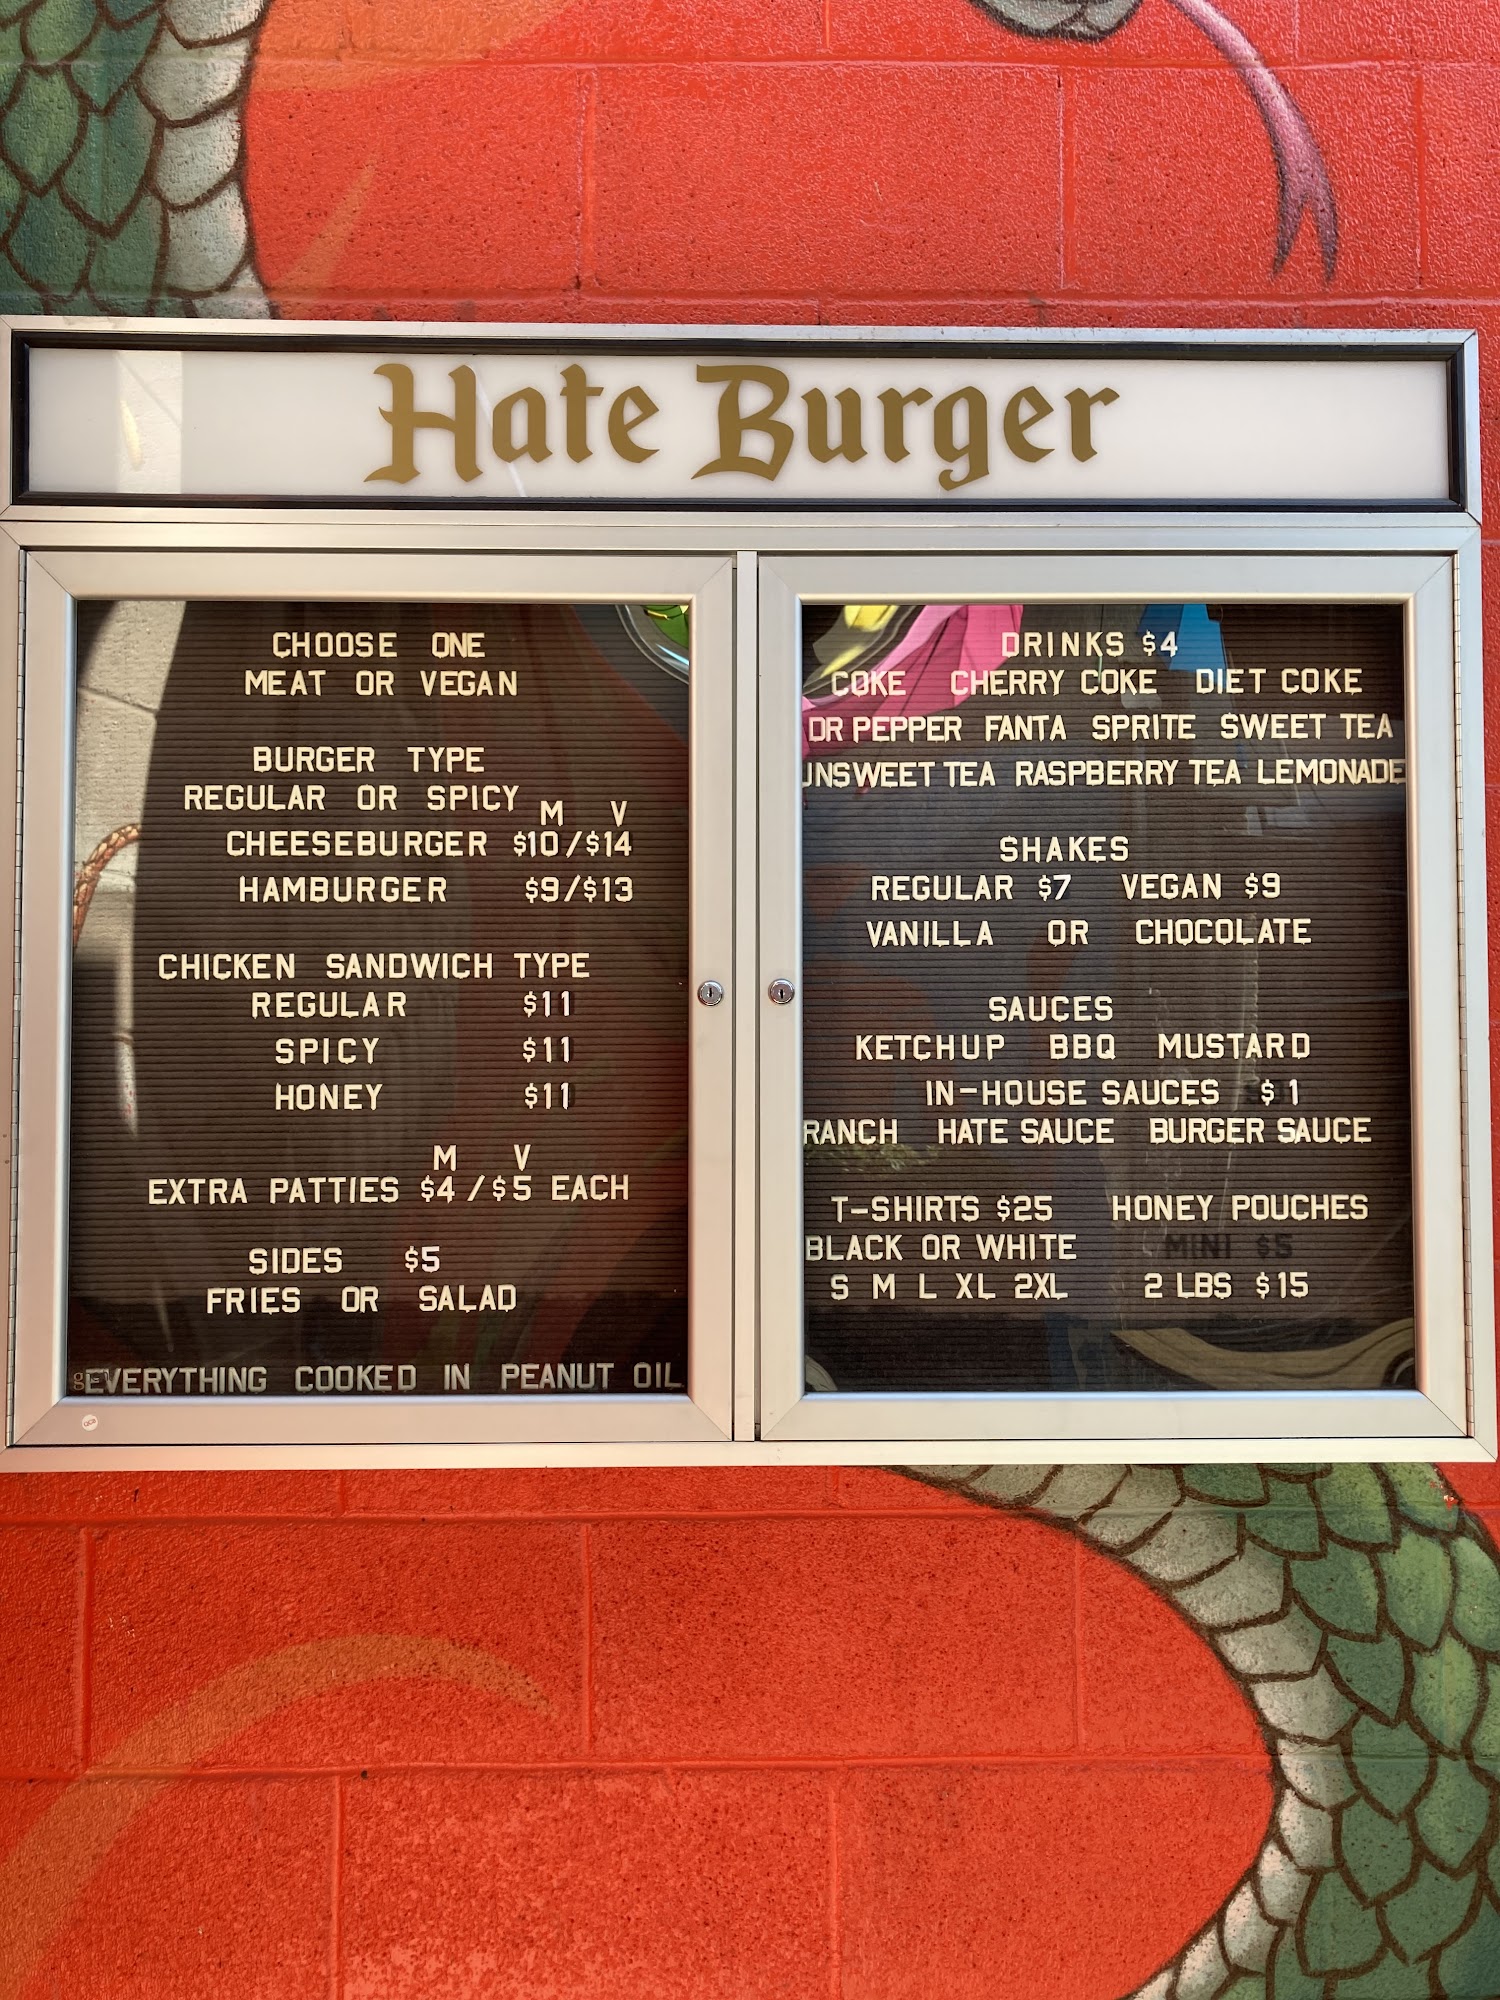 Hate Burger
CHOOSE ONE
MEAT OR VEGAN
BURGER TYPE
REGULAR OR SPICY
M V
CHEESEBURGER $10/$14
HAMBURGER $9/$13
CHICKEN SANDWICH TYPE
REGULAR $11
SPICY $11
HONEY $11
M V
EXTRA PATTIES $4/$5 EACH
SIDES $5
FRIES OR SALAD
EVERYTHING COOKED IN PEANUT OIL
DRINKS $4
COKE CHERRY COKE DIET COKE
DR PEPPER FANTA SPRITE SWEET TEA
UNSWEET TEA RASPBERRY TEA LEMONADE
SHAKES
REGULAR $7 VEGAN $9
VANILLA OR CHOCOLATE
SAUCES
KETCHUP BBQ MUSTARD
IN-HOUSE SAUCES $1
RANCH HATE SAUCE BURGER SAUCE
T-SHIRTS $25 HONEY POUCHES
BLACK OR WHITE MINI $5
S M L XL 2XL 2 LBS $15